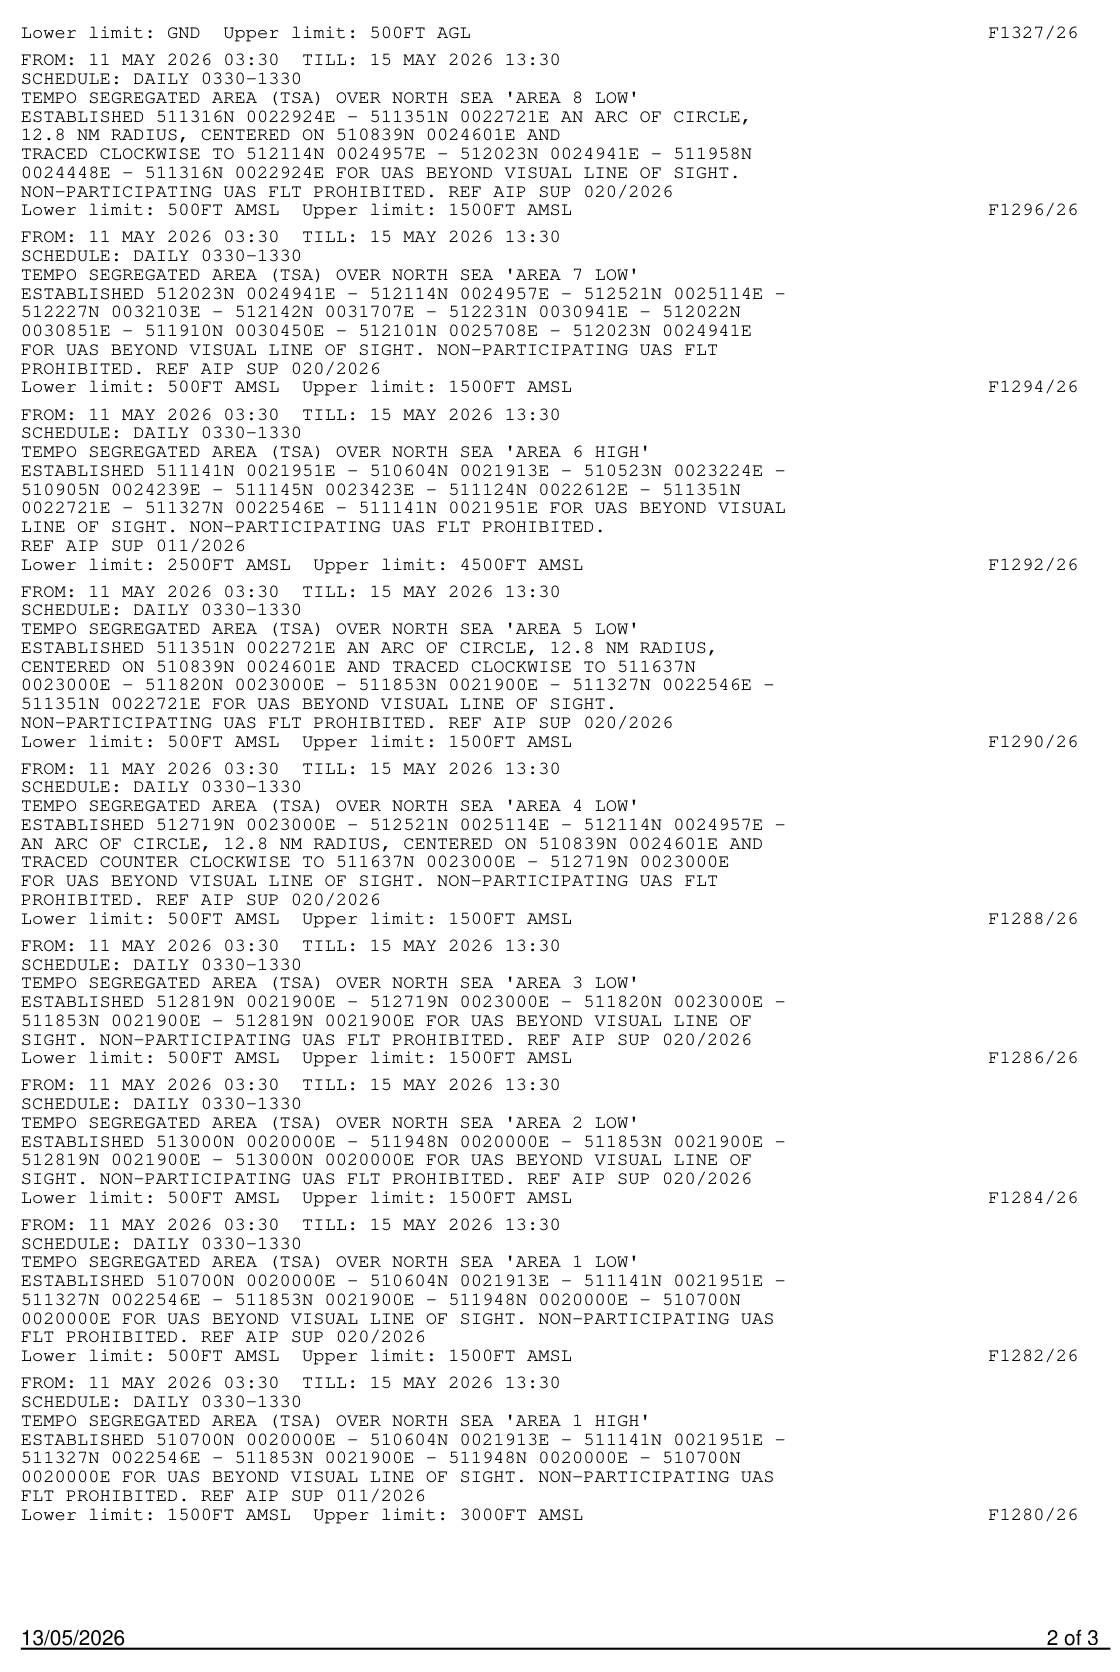 Lower limit: GND  Upper limit: 500FT AGL F1327/26
FROM: 11 MAY 2026 03:30  TILL: 15 MAY 2026 13:30
SCHEDULE: DAILY 0330-1330
TEMPO SEGREGATED AREA (TSA) OVER NORTH SEA 'AREA 8 LOW'
ESTABLISHED 511316N 0022924E - 511351N 0022721E AN ARC OF CIRCLE,
12.8 NM RADIUS, CENTERED ON 510839N 0024601E AND
TRACED CLOCKWISE TO 512114N 0024957E - 512023N 0024941E - 511958N
0024448E - 511316N 0022924E FOR UAS BEYOND VISUAL LINE OF SIGHT.
NON-PARTICIPATING UAS FLT PROHIBITED. REF AIP SUP 020/2026
Lower limit: 500FT AMSL  Upper limit: 1500FT AMSL F1296/26
FROM: 11 MAY 2026 03:30  TILL: 15 MAY 2026 13:30
SCHEDULE: DAILY 0330-1330
TEMPO SEGREGATED AREA (TSA) OVER NORTH SEA 'AREA 7 LOW'
ESTABLISHED 512023N 0024941E - 512114N 0024957E - 512521N 0025114E -
512227N 0032103E - 512142N 0031707E - 512231N 0030941E - 512022N
0030851E - 511910N 0030450E - 512101N 0025708E - 512023N 0024941E
FOR UAS BEYOND VISUAL LINE OF SIGHT. NON-PARTICIPATING UAS FLT
PROHIBITED. REF AIP SUP 020/2026
Lower limit: 500FT AMSL  Upper limit: 1500FT AMSL F1294/26
FROM: 11 MAY 2026 03:30  TILL: 15 MAY 2026 13:30
SCHEDULE: DAILY 0330-1330
TEMPO SEGREGATED AREA (TSA) OVER NORTH SEA 'AREA 6 HIGH'
ESTABLISHED 511141N 0021951E - 510604N 0021913E - 510523N 0023224E -
510905N 0024239E - 511145N 0023423E - 511124N 0022612E - 511351N
0022721E - 511327N 0022546E - 511141N 0021951E FOR UAS BEYOND VISUAL
LINE OF SIGHT. NON-PARTICIPATING UAS FLT PROHIBITED.
REF AIP SUP 011/2026
Lower limit: 2500FT AMSL  Upper limit: 4500FT AMSL F1292/26
FROM: 11 MAY 2026 03:30  TILL: 15 MAY 2026 13:30
SCHEDULE: DAILY 0330-1330
TEMPO SEGREGATED AREA (TSA) OVER NORTH SEA 'AREA 5 LOW'
ESTABLISHED 511351N 0022721E AN ARC OF CIRCLE, 12.8 NM RADIUS,
CENTERED ON 510839N 0024601E AND TRACED CLOCKWISE TO 511637N
0023000E - 511820N 0023000E - 511853N 0021900E - 511327N 0022546E -
511351N 0022721E FOR UAS BEYOND VISUAL LINE OF SIGHT.
NON-PARTICIPATING UAS FLT PROHIBITED. REF AIP SUP 020/2026
Lower limit: 500FT AMSL  Upper limit: 1500FT AMSL F1290/26
FROM: 11 MAY 2026 03:30  TILL: 15 MAY 2026 13:30
SCHEDULE: DAILY 0330-1330
TEMPO SEGREGATED AREA (TSA) OVER NORTH SEA 'AREA 4 LOW'
ESTABLISHED 512719N 0023000E - 512521N 0025114E - 512114N 0024957E -
AN ARC OF CIRCLE, 12.8 NM RADIUS, CENTERED ON 510839N 0024601E AND
TRACED COUNTER CLOCKWISE TO 511637N 0023000E - 512719N 0023000E
FOR UAS BEYOND VISUAL LINE OF SIGHT. NON-PARTICIPATING UAS FLT
PROHIBITED. REF AIP SUP 020/2026
Lower limit: 500FT AMSL  Upper limit: 1500FT AMSL F1288/26
FROM: 11 MAY 2026 03:30  TILL: 15 MAY 2026 13:30
SCHEDULE: DAILY 0330-1330
TEMPO SEGREGATED AREA (TSA) OVER NORTH SEA 'AREA 3 LOW'
ESTABLISHED 512819N 0021900E - 512719N 0023000E - 511820N 0023000E -
511853N 0021900E - 512819N 0021900E FOR UAS BEYOND VISUAL LINE OF
SIGHT. NON-PARTICIPATING UAS FLT PROHIBITED. REF AIP SUP 020/2026
Lower limit: 500FT AMSL  Upper limit: 1500FT AMSL F1286/26
FROM: 11 MAY 2026 03:30  TILL: 15 MAY 2026 13:30
SCHEDULE: DAILY 0330-1330
TEMPO SEGREGATED AREA (TSA) OVER NORTH SEA 'AREA 2 LOW'
ESTABLISHED 513000N 0020000E - 511948N 0020000E - 511853N 0021900E -
512819N 0021900E - 513000N 0020000E FOR UAS BEYOND VISUAL LINE OF
SIGHT. NON-PARTICIPATING UAS FLT PROHIBITED. REF AIP SUP 020/2026
Lower limit: 500FT AMSL  Upper limit: 1500FT AMSL F1284/26
FROM: 11 MAY 2026 03:30  TILL: 15 MAY 2026 13:30
SCHEDULE: DAILY 0330-1330
TEMPO SEGREGATED AREA (TSA) OVER NORTH SEA 'AREA 1 LOW'
ESTABLISHED 510700N 0020000E - 510604N 0021913E - 511141N 0021951E -
511327N 0022546E - 511853N 0021900E - 511948N 0020000E - 510700N
0020000E FOR UAS BEYOND VISUAL LINE OF SIGHT. NON-PARTICIPATING UAS
FLT PROHIBITED. REF AIP SUP 020/2026
Lower limit: 500FT AMSL  Upper limit: 1500FT AMSL F1282/26
FROM: 11 MAY 2026 03:30  TILL: 15 MAY 2026 13:30
SCHEDULE: DAILY 0330-1330
TEMPO SEGREGATED AREA (TSA) OVER NORTH SEA 'AREA 1 HIGH'
ESTABLISHED 510700N 0020000E - 510604N 0021913E - 511141N 0021951E -
511327N 0022546E - 511853N 0021900E - 511948N 0020000E - 510700N
0020000E FOR UAS BEYOND VISUAL LINE OF SIGHT. NON-PARTICIPATING UAS
FLT PROHIBITED. REF AIP SUP 011/2026
Lower limit: 1500FT AMSL  Upper limit: 3000FT AMSL F1280/26
13/05/2026 2 of 3